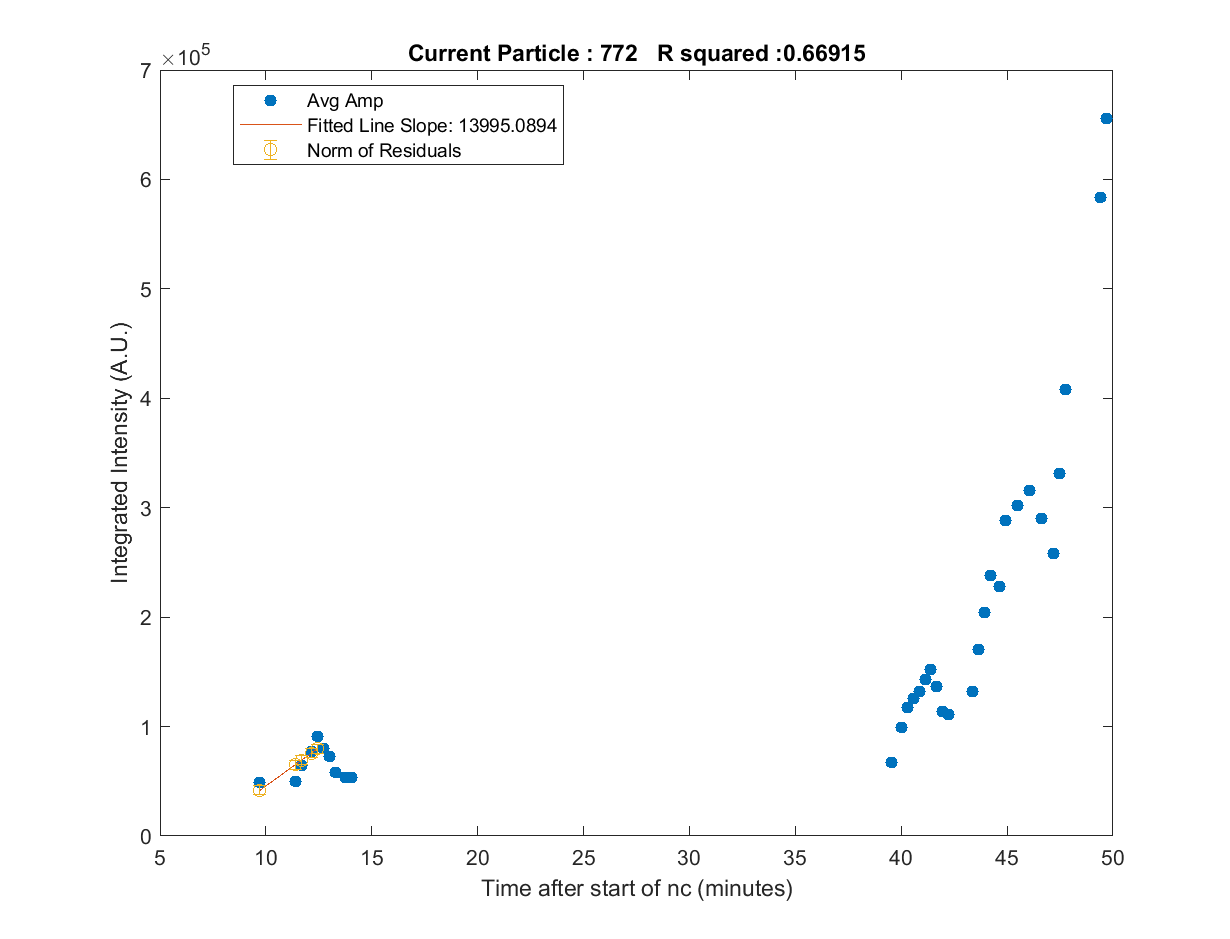 Current Particle : 772 R squared :0.66915
×10^5
7
6
5
4
3
2
1
0
Avg Amp
Fitted Line Slope: 13995.0894
Norm of Residuals
Integrated Intensity (A.U.)
5 10 15 20 25 30 35 40 45 50
Time after start of nc (minutes)